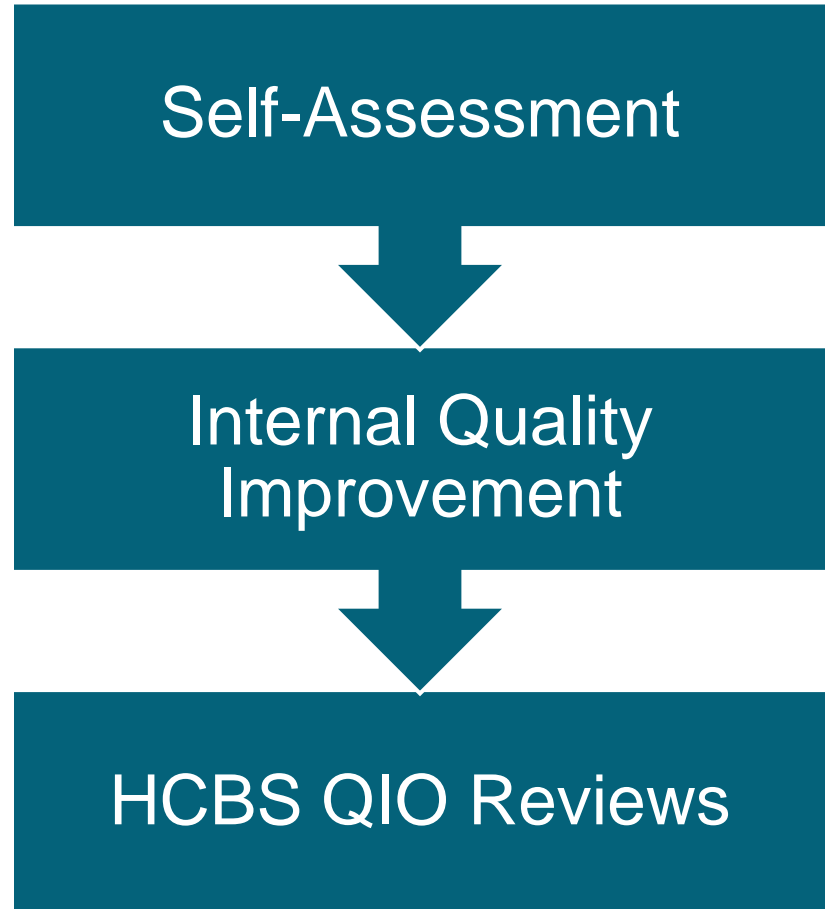 Self-Assessment
Internal Quality
Improvement
HCBS QIO Reviews